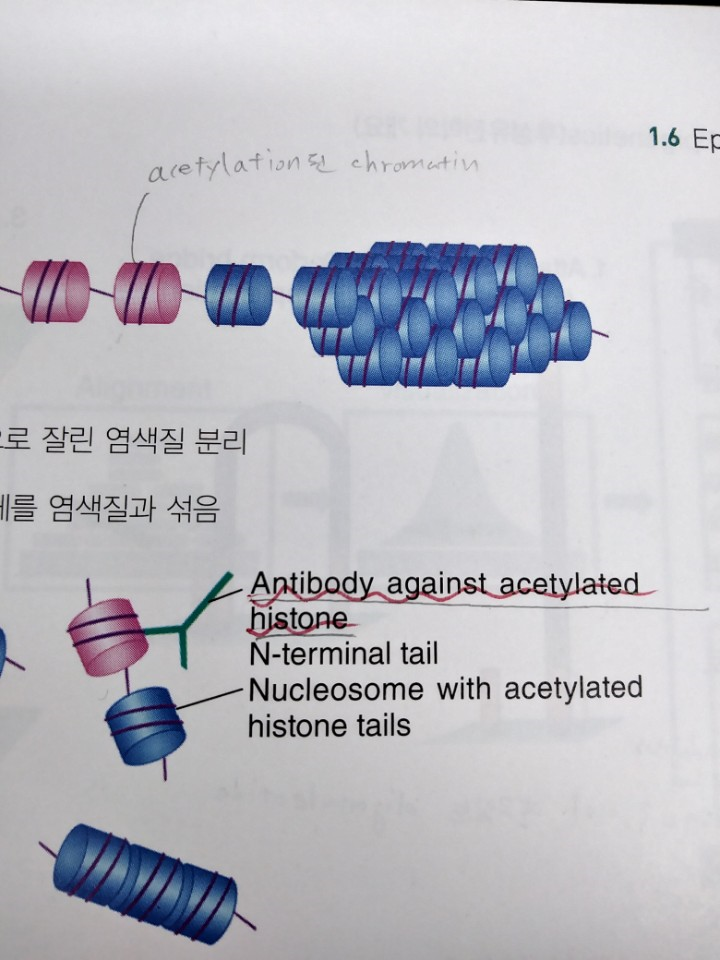 1.6 Ep
acetylation된 chromatin
으로 잘린 염색질 분리
체를 염색질과 섞음
Antibody against acetylated
histone
N-terminal tail
Nucleosome with acetylated
histone tails